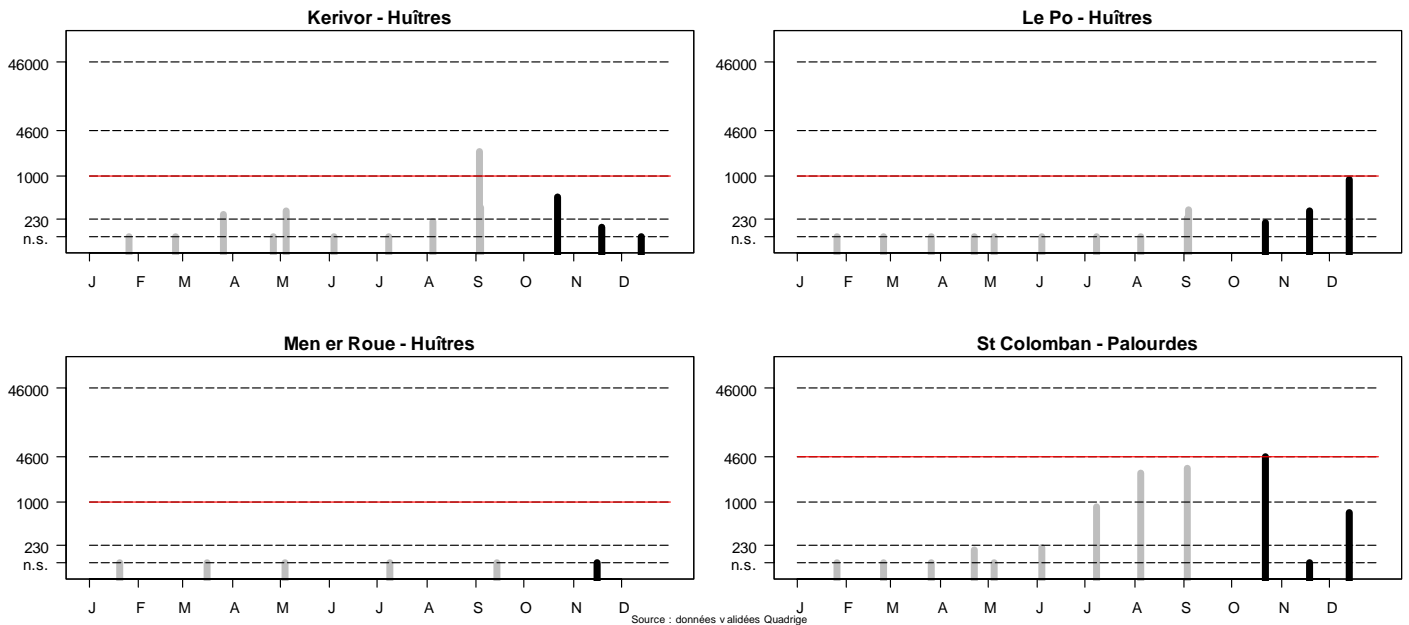 Kerivor - Huîtres
46000
4600
1000
230
n.s.
J F M A M J J A S O N D
Le Po - Huîtres
46000
4600
1000
230
n.s.
J F M A M J J A S O N D
Men er Roue - Huîtres
46000
4600
1000
230
n.s.
J F M A M J J A S O N D
St Colomban - Palourdes
46000
4600
1000
230
n.s.
J F M A M J J A S O N D
Source : données validées Quadrige